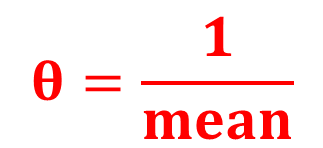 θ = 1/mean